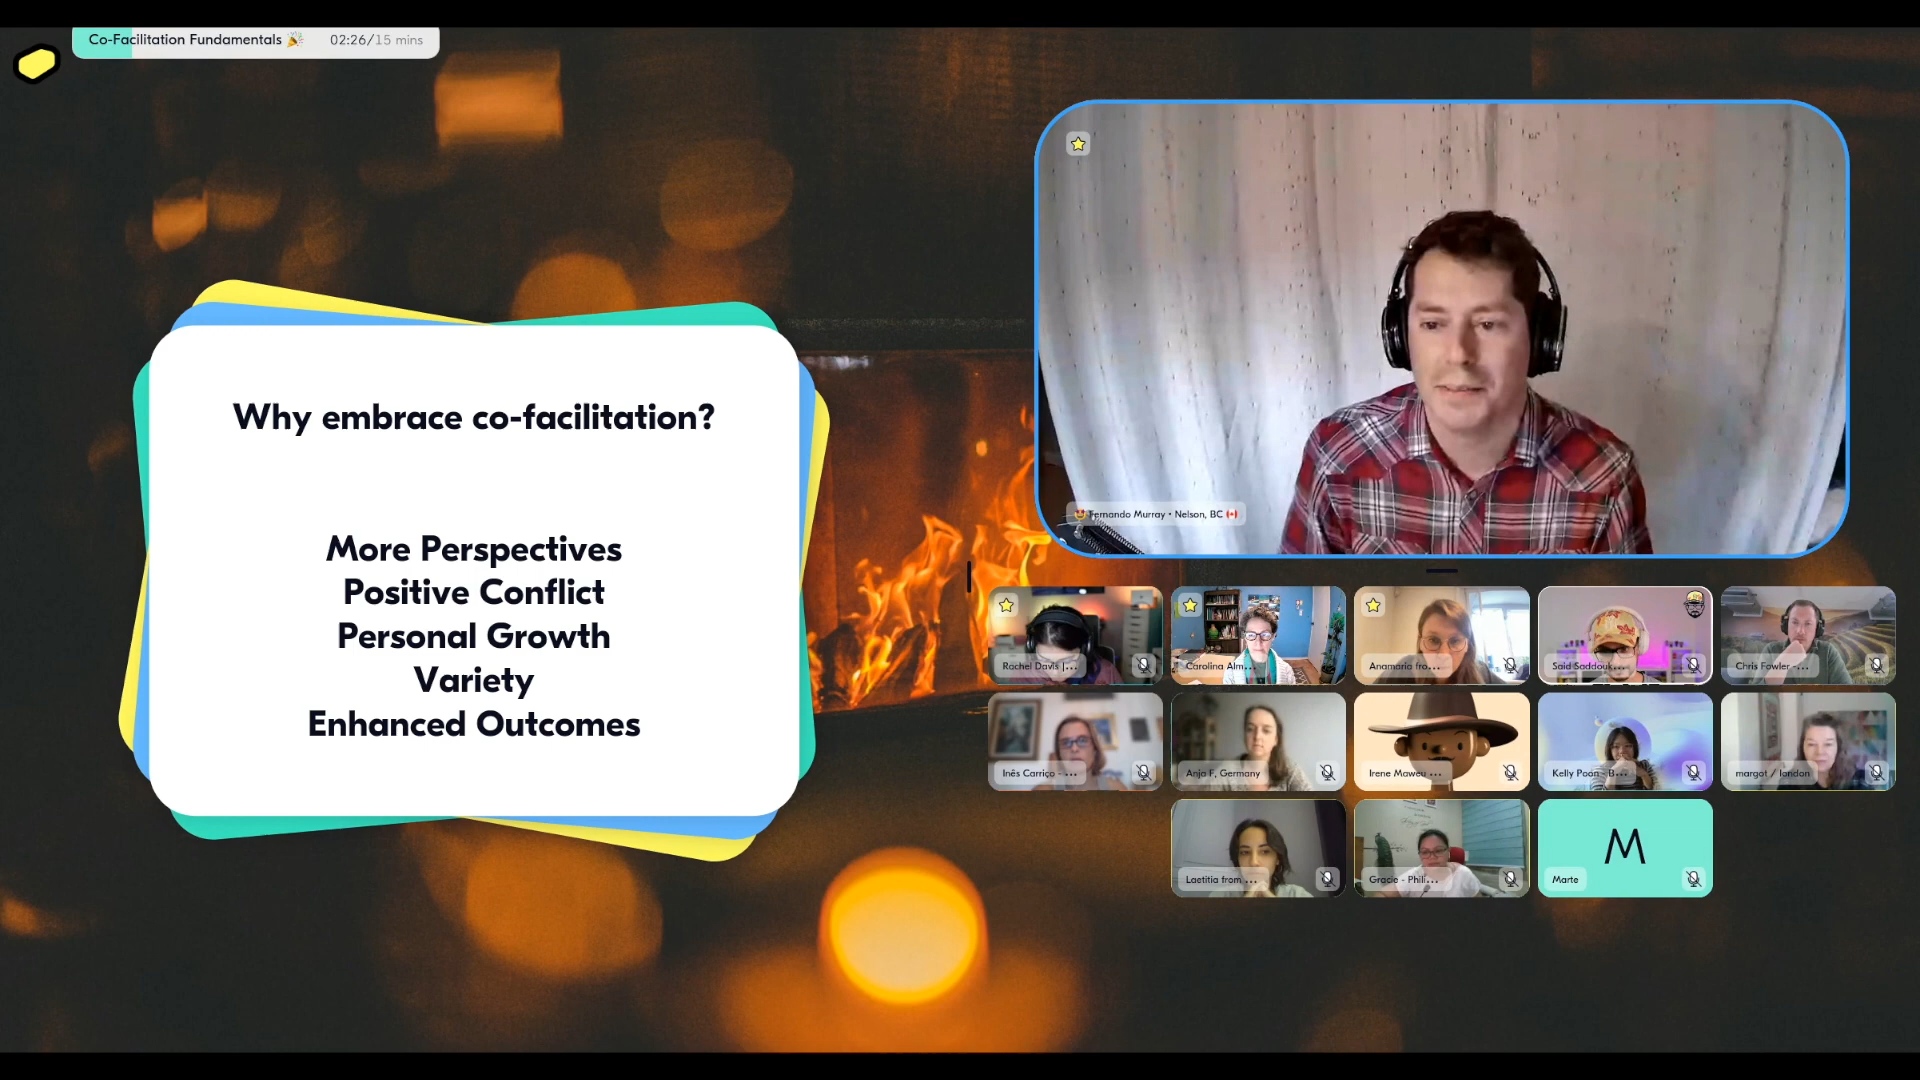 Co-Facilitation Fundamentals 🎉 02:26/15 mins
Why embrace co-facilitation?
More Perspectives
Positive Conflict
Personal Growth
Variety
Enhanced Outcomes
Fernando Murray • Nelson, BC
Rachel Davis |...
Carolina Alm...
Anamaria fro...
Said Saddouk...
Chris Fowler -...
Inês Carriço - ...
Anja F, Germany
Irene Maweu ...
Kelly Poon - B...
margot / london
Laetitia from ...
Gracie - Phili...
M
Marte